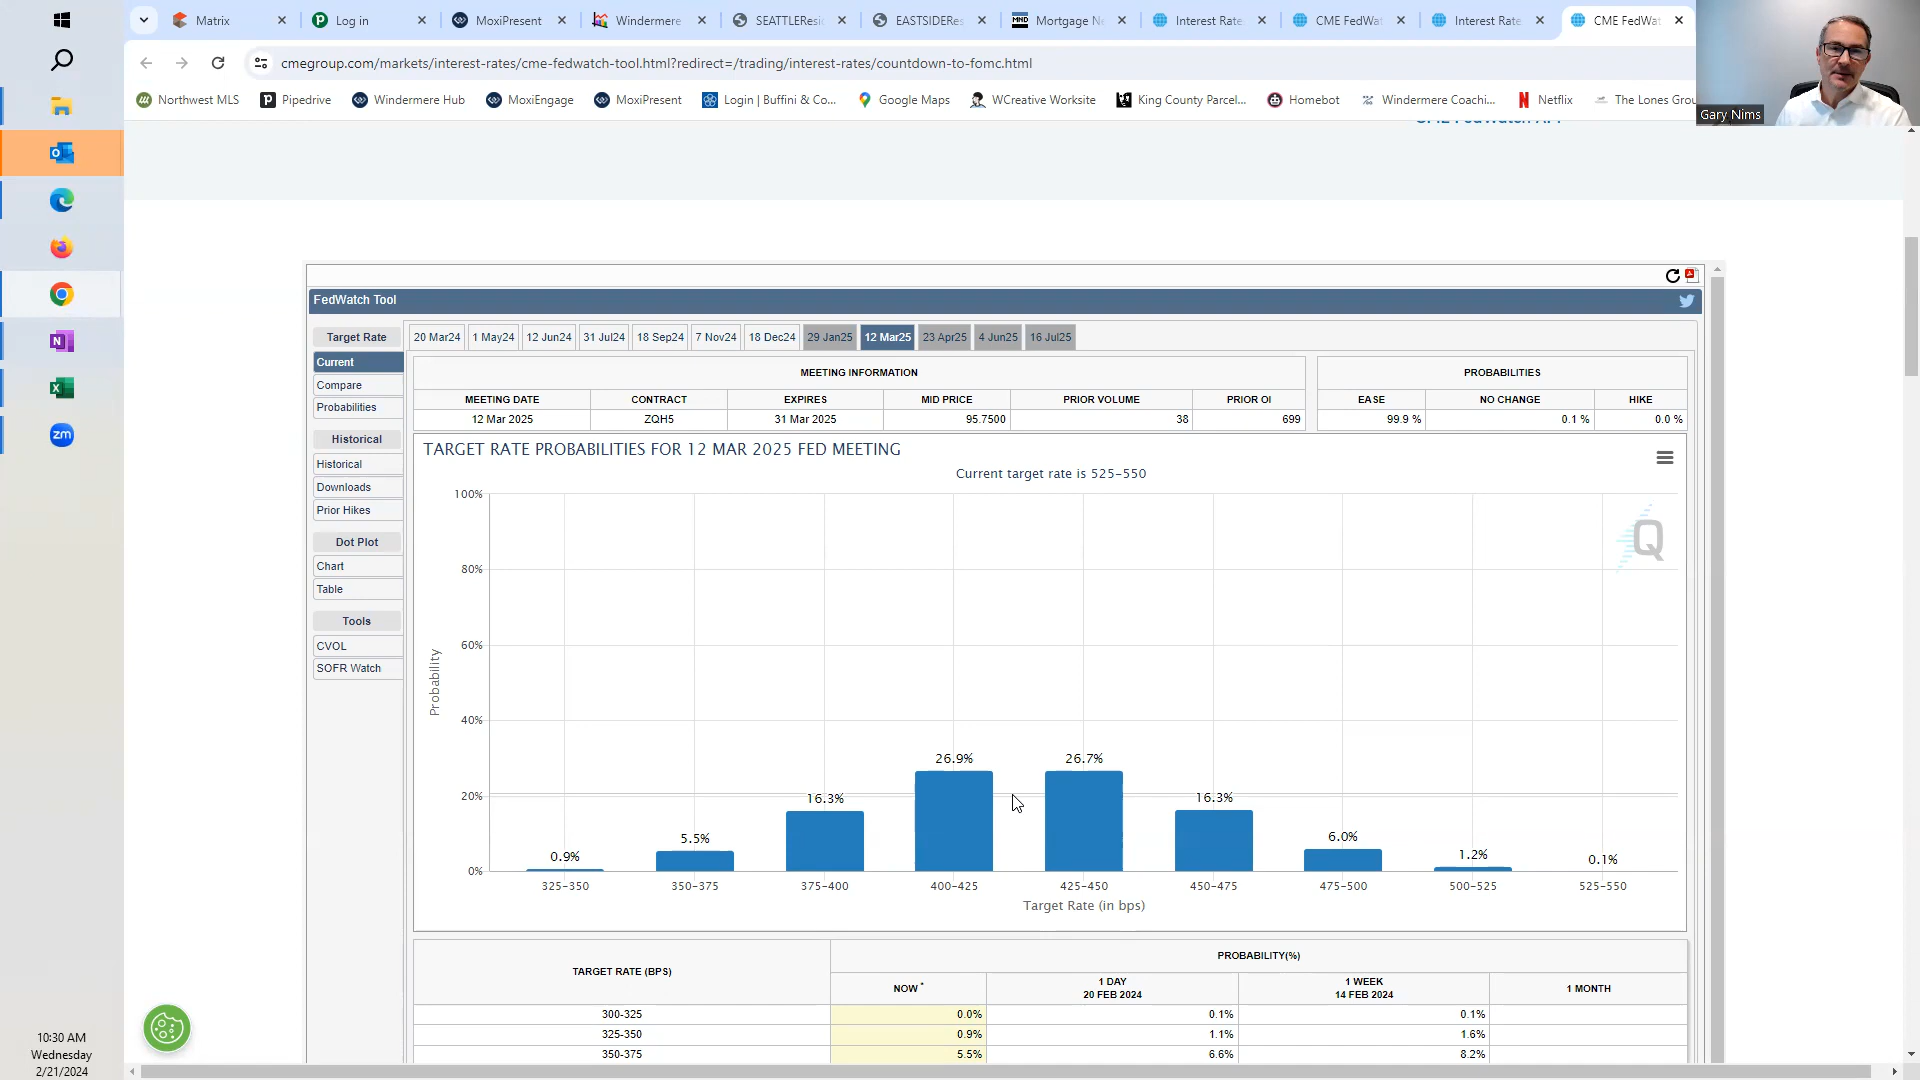 Matrix
Log in
MoxiPresent
Windermere
SEATTLEResi
EASTSIDERes
MND
Mortgage Ne
Interest Rate
CME FedWat
Interest Rate
CME FedWat
cmegroup.com/markets/interest-rates/cme-fedwatch-tool.html?redirect=/trading/interest-rates/countdown-to-fomc.html
Northwest MLS
Pipedrive
Windermere Hub
MoxiEngage
MoxiPresent
Login | Buffini & Co...
Google Maps
WCreative Worksite
King County Parcel...
Homebot
Windermere Coachi...
Netflix
The Lones Grou
Gary Nims
CME FedWatch API
FedWatch Tool
Target Rate
Current
Compare
Probabilities
Historical
Historical
Downloads
Prior Hikes
Dot Plot
Chart
Table
Tools
CVOL
SOFR Watch
20 Mar24 1 May24 12 Jun24 31 Jul24 18 Sep24 7 Nov24 18 Dec24 29 Jan25 12 Mar25 23 Apr25 4 Jun25 16 Jul25
MEETING INFORMATION
MEETING DATE CONTRACT EXPIRES MID PRICE PRIOR VOLUME PRIOR OI
12 Mar 2025 ZQH5 31 Mar 2025 95.7500 38 699
PROBABILITIES
EASE NO CHANGE HIKE
99.9 % 0.1 % 0.0 %
TARGET RATE PROBABILITIES FOR 12 MAR 2025 FED MEETING
Current target rate is 525-550
Q
Probability
100%
80%
60%
40%
20%
0%
0.9%
5.5%
16.3%
26.9%
26.7%
16.3%
6.0%
1.2%
0.1%
325-350 350-375 375-400 400-425 425-450 450-475 475-500 500-525 525-550
Target Rate (in bps)
TARGET RATE (BPS)
PROBABILITY(%)
NOW *
1 DAY
20 FEB 2024
1 WEEK
14 FEB 2024
1 MONTH
300-325 0.0% 0.1% 0.1%
325-350 0.9% 1.1% 1.6%
350-375 5.5% 6.6% 8.2%
zm
10:30 AM
Wednesday
2/21/2024